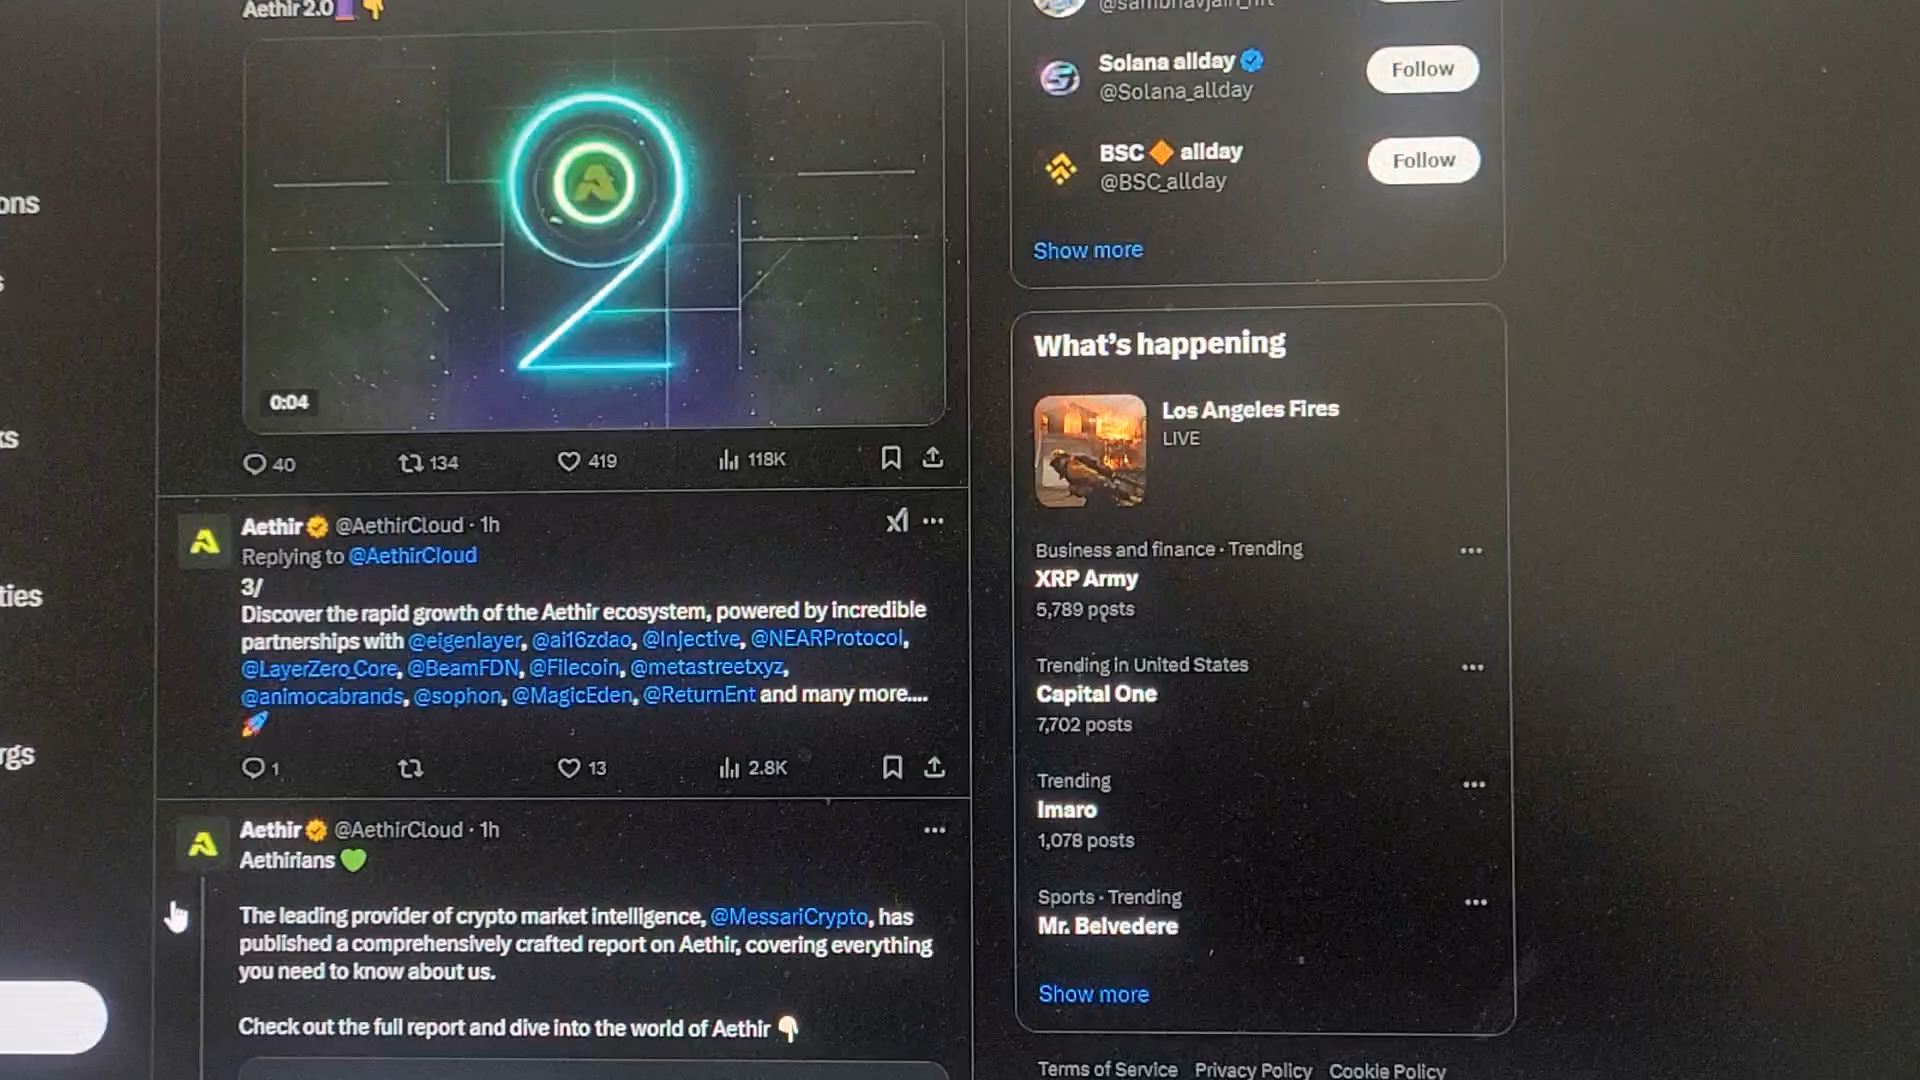 Aethir 2.0
0:04
40 134 419 118K
Aethir @AethirCloud · 1h
Replying to @AethirCloud
3/
Discover the rapid growth of the Aethir ecosystem, powered by incredible
partnerships with @eigenlayer, @ai16zdao, @Injective, @NEARProtocol,
@LayerZero_Core, @BeamFDN, @Filecoin, @metastreetxyz,
@animocabrands, @sophon, @MagicEden, @ReturnEnt and many more....
🚀
1 13 2.8K
Aethir @AethirCloud · 1h
Aethirians 💚
The leading provider of crypto market intelligence, @MessariCrypto, has
published a comprehensively crafted report on Aethir, covering everything
you need to know about us.
Check out the full report and dive into the world of Aethir 👇
Solana allday
@Solana_allday
Follow
BSC 🔶 allday
@BSC_allday
Follow
Show more
What's happening
Los Angeles Fires
LIVE
Business and finance · Trending
XRP Army
5,789 posts
Trending in United States
Capital One
7,702 posts
Trending
Imaro
1,078 posts
Sports · Trending
Mr. Belvedere
Show more
Terms of Service Privacy Policy Cookie Policy